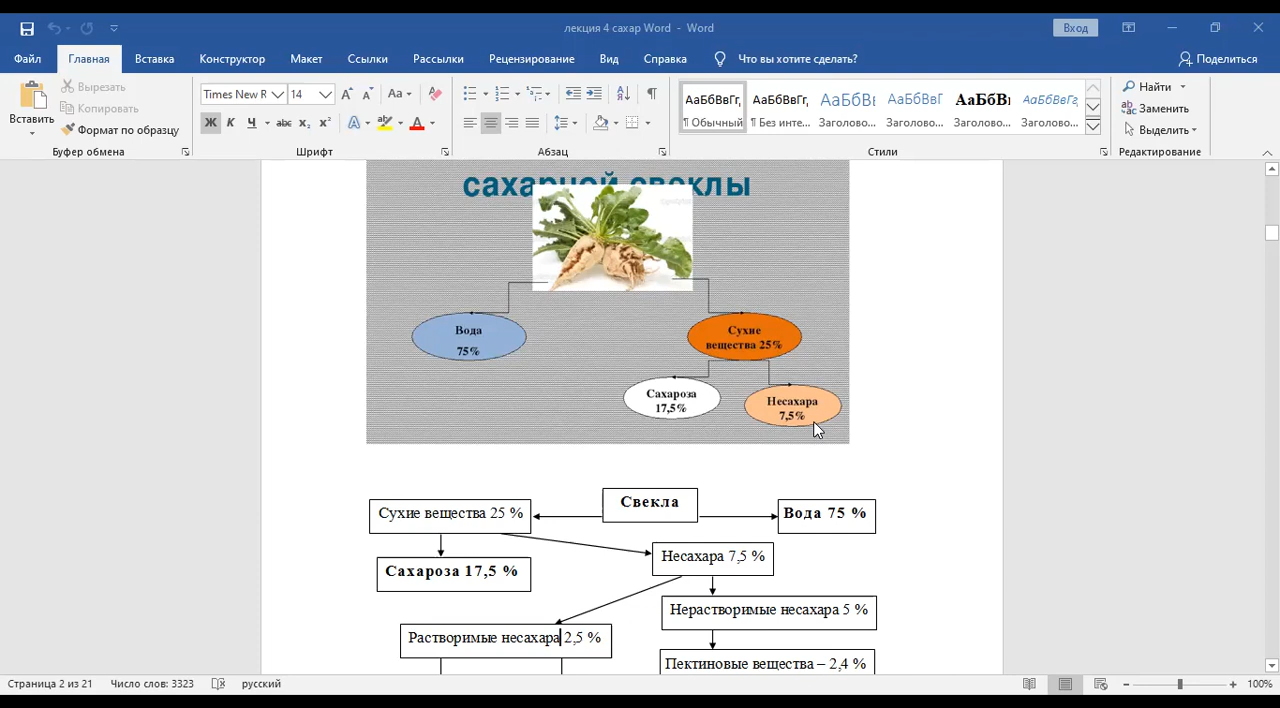 лекция 4 сахар Word - Word
Вход
Файл Главная Вставка Конструктор Макет Ссылки Рассылки Рецензирование Вид Справка Что вы хотите сделать? Поделиться
Вставить
Вырезать
Копировать
Формат по образцу
Буфер обмена
Times New R 14
Aa
Ж К Ч abc x₂ x²
Шрифт
Абзац
АаБбВвГг, АаБбВвГг, АаБбВв АаБбВвГ АаБбВ АаБбВвГг,
¶ Обычный ¶ Без инте... Заголово... Заголово... Заголово... Заголово...
Стили
Найти
Заменить
Выделить
Редактирование
сахарной свеклы
Вода
75%
Сухие
вещества 25%
Сахароза
17,5%
Несахара
7,5%
Свекла
Сухие вещества 25 %
Вода 75 %
Несахара 7,5 %
Сахароза 17,5 %
Нерастворимые несахара 5 %
Растворимые несахара 2,5 %
Пектиновые вещества – 2,4 %
Страница 2 из 21 Число слов: 3323 русский 100%